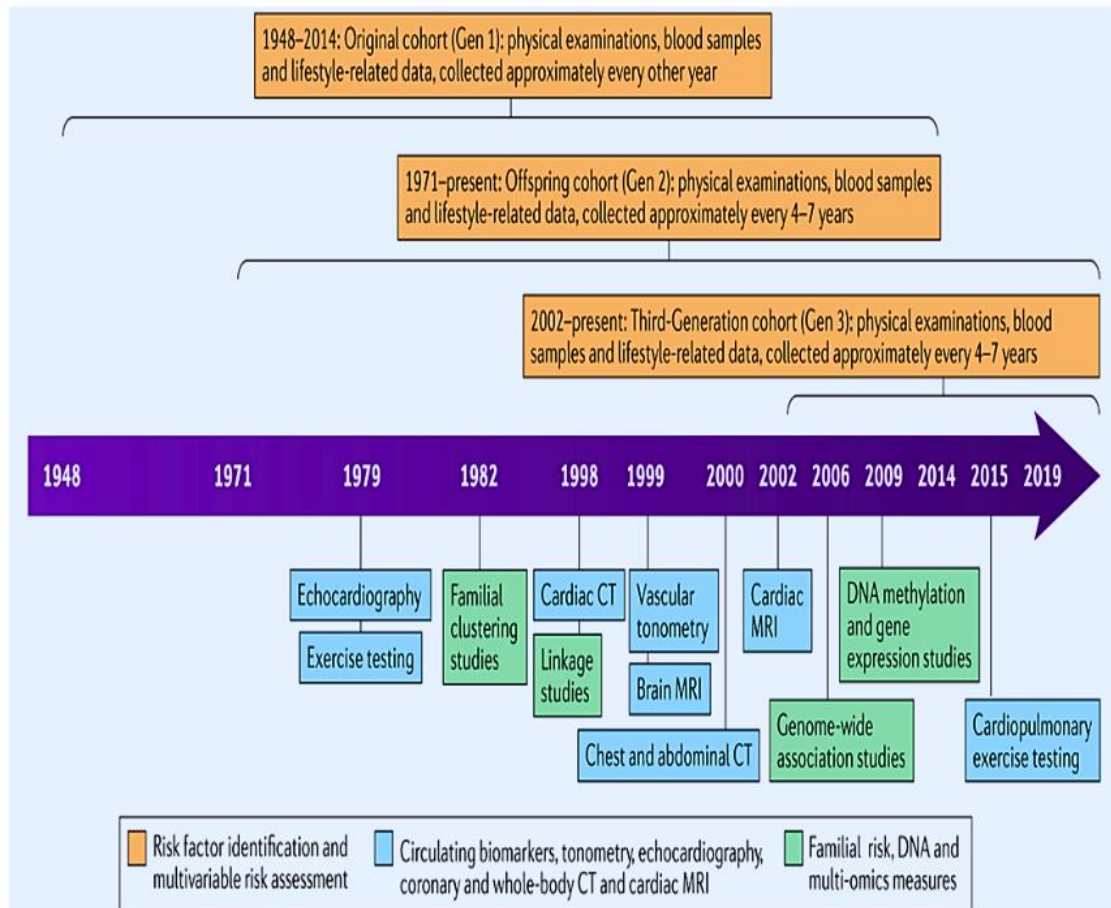 1948–2014: Original cohort (Gen 1): physical examinations, blood samples
and lifestyle-related data, collected approximately every other year
1971–present: Offspring cohort (Gen 2): physical examinations, blood samples
and lifestyle-related data, collected approximately every 4–7 years
2002–present: Third-Generation cohort (Gen 3): physical examinations, blood
samples and lifestyle-related data, collected approximately every 4–7 years
1948 1971 1979 1982 1998 1999 2000 2002 2006 2009 2014 2015 2019
Echocardiography
Exercise testing
Familial
clustering
studies
Cardiac CT
Linkage
studies
Vascular
tonometry
Brain MRI
Chest and abdominal CT
Cardiac
MRI
Genome-wide
association studies
DNA methylation
and gene
expression studies
Cardiopulmonary
exercise testing
Risk factor identification and
multivariable risk assessment
Circulating biomarkers, tonometry, echocardiography,
coronary and whole-body CT and cardiac MRI
Familial risk, DNA and
multi-omics measures